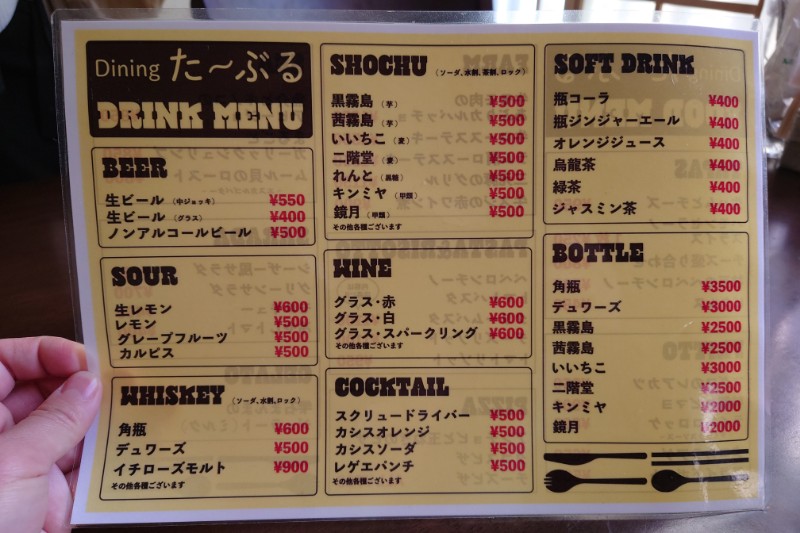 Dining た〜ぶる
DRINK MENU
BEER
生ビール （中ジョッキ） ¥550
生ビール （グラス） ¥400
ノンアルコールビール ¥500
SOUR
生レモン ¥600
レモン ¥500
グレープフルーツ ¥500
カルピス ¥500
WHISKEY （ソーダ、水割、ロック）
角瓶 ¥600
デュワーズ ¥500
イチローズモルト ¥900
その他各種ございます
SHOCHU （ソーダ、水割、茶割、ロック）
黒霧島 （芋） ¥500
茜霧島 （芋） ¥500
いいちこ （麦） ¥500
二階堂 （麦） ¥500
れんと （黒糖） ¥500
キンミヤ （甲類） ¥500
鏡月 （甲類） ¥500
その他各種ございます
WINE
グラス・赤 ¥600
グラス・白 ¥600
グラス・スパークリング ¥600
その他各種ございます
COCKTAIL
スクリュードライバー ¥500
カシスオレンジ ¥500
カシスソーダ ¥500
レゲエパンチ ¥500
その他各種ございます
SOFT DRINK
瓶コーラ ¥400
瓶ジンジャーエール ¥400
オレンジジュース ¥400
烏龍茶 ¥400
緑茶 ¥400
ジャスミン茶 ¥400
BOTTLE
角瓶 ¥3500
デュワーズ ¥3000
黒霧島 ¥2500
茜霧島 ¥2500
いいちこ ¥3000
二階堂 ¥2500
キンミヤ ¥2000
鏡月 ¥2000